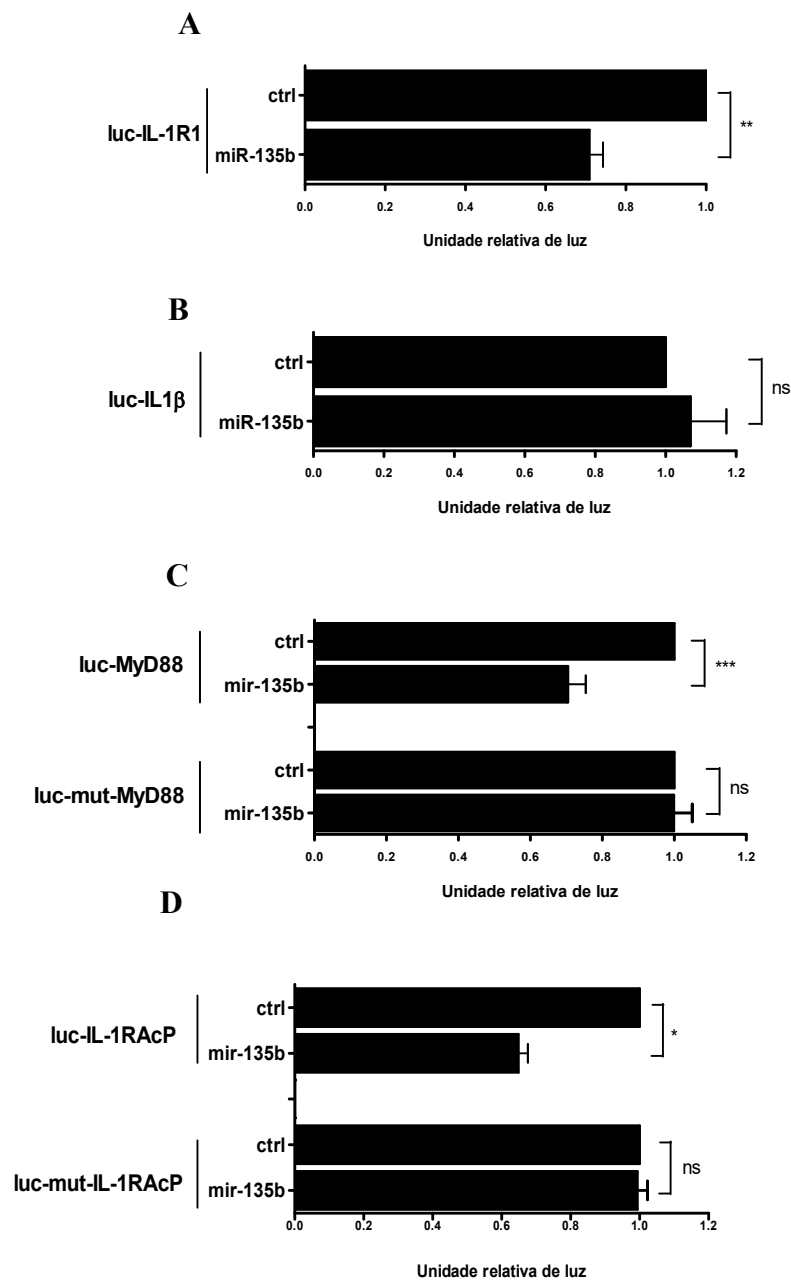 A
luc-IL-1R1
ctrl
miR-135b
**
0.0 0.2 0.4 0.6 0.8 1.0
Unidade relativa de luz
B
luc-IL1β
ctrl
miR-135b
ns
0.0 0.2 0.4 0.6 0.8 1.0 1.2
Unidade relativa de luz
C
luc-MyD88
ctrl
mir-135b
***
luc-mut-MyD88
ctrl
mir-135b
ns
0.0 0.2 0.4 0.6 0.8 1.0 1.2
Unidade relativa de luz
D
luc-IL-1RAcP
ctrl
mir-135b
*
luc-mut-IL-1RAcP
ctrl
mir-135b
ns
0.0 0.2 0.4 0.6 0.8 1.0 1.2
Unidade relativa de luz